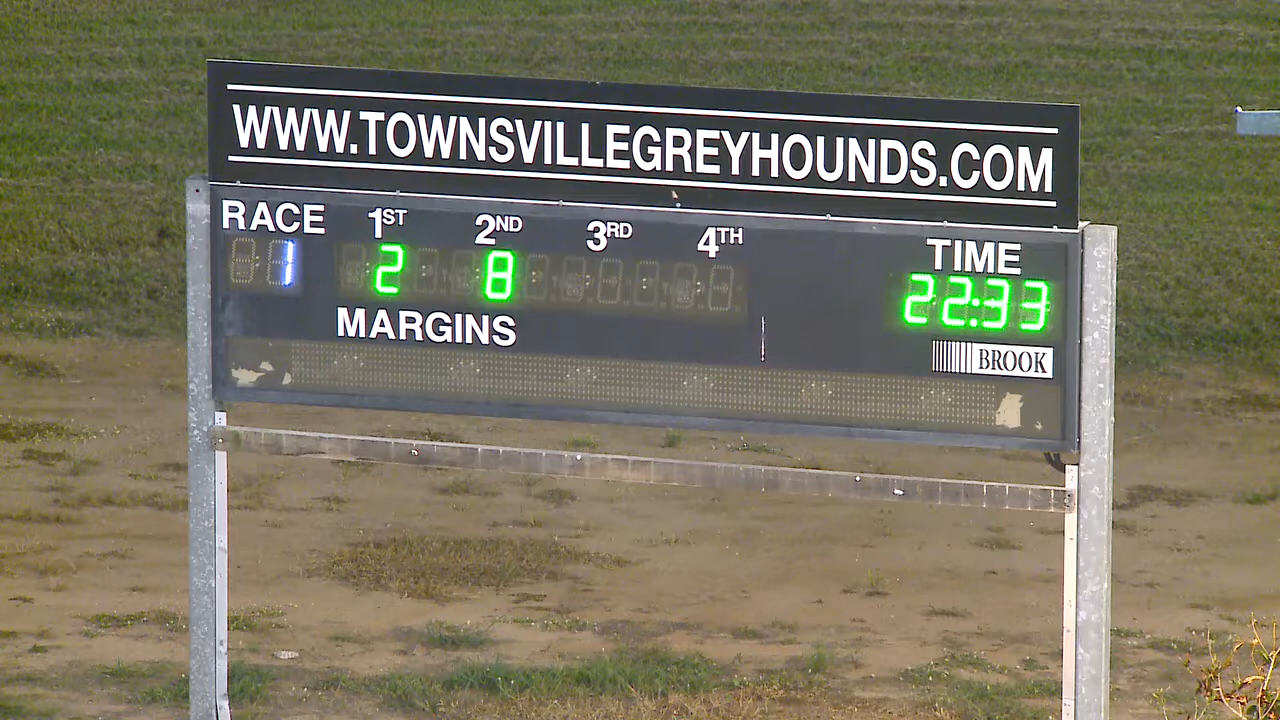 WWW.TOWNSVILLEGREYHOUNDS.COM
RACE 1ST 2ND 3RD 4TH TIME
1 2 8 22:33
MARGINS
BROOK